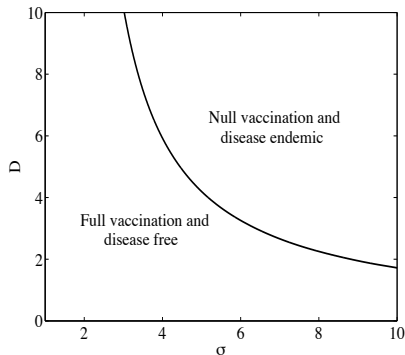 10
8
6
4
2
0
D
Null vaccination and
disease endemic
Full vaccination and
disease free
2 4 6 8 10
σ